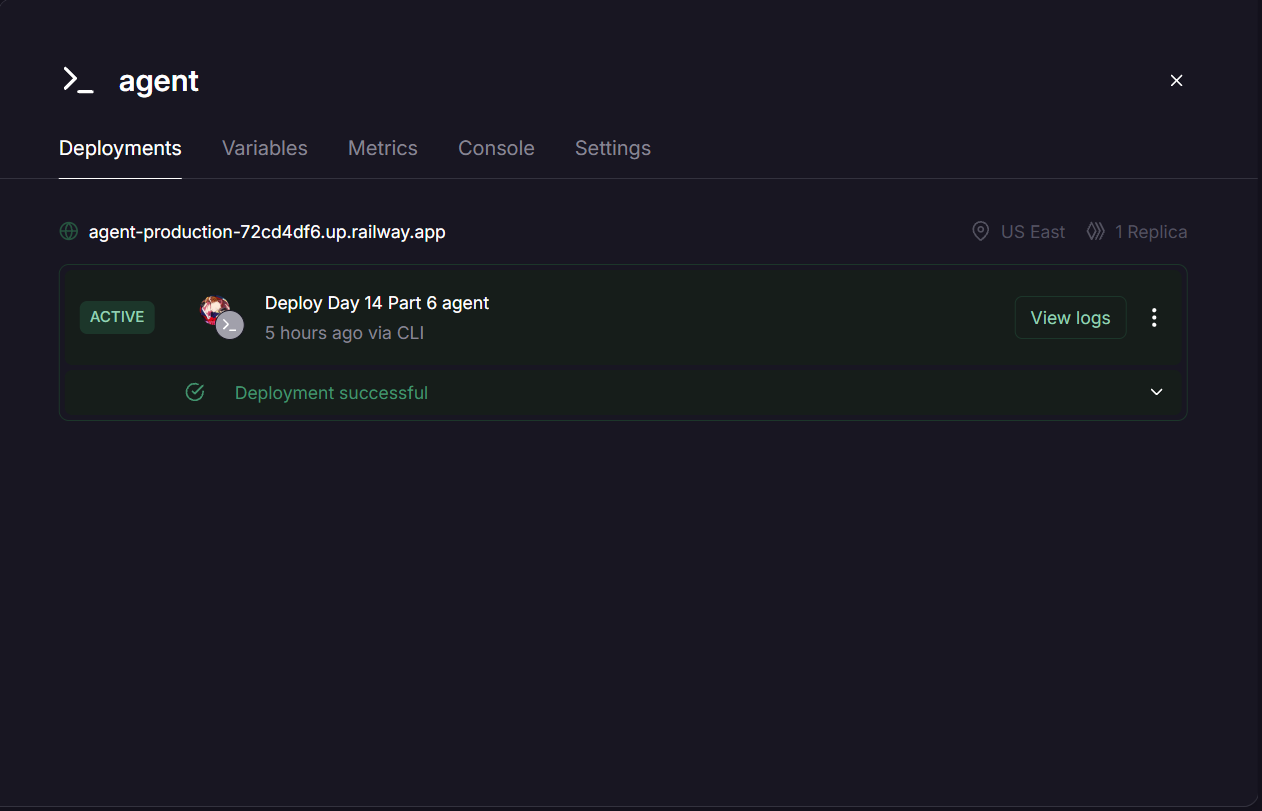 agent
Deployments Variables Metrics Console Settings
agent-production-72cd4df6.up.railway.app US East 1 Replica
ACTIVE
Deploy Day 14 Part 6 agent
5 hours ago via CLI
View logs
Deployment successful